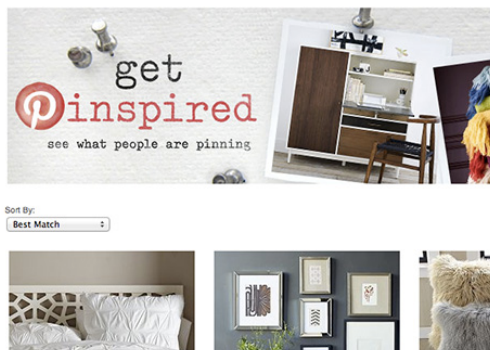 get
inspired
see what people are pinning
Sort By:
Best Match